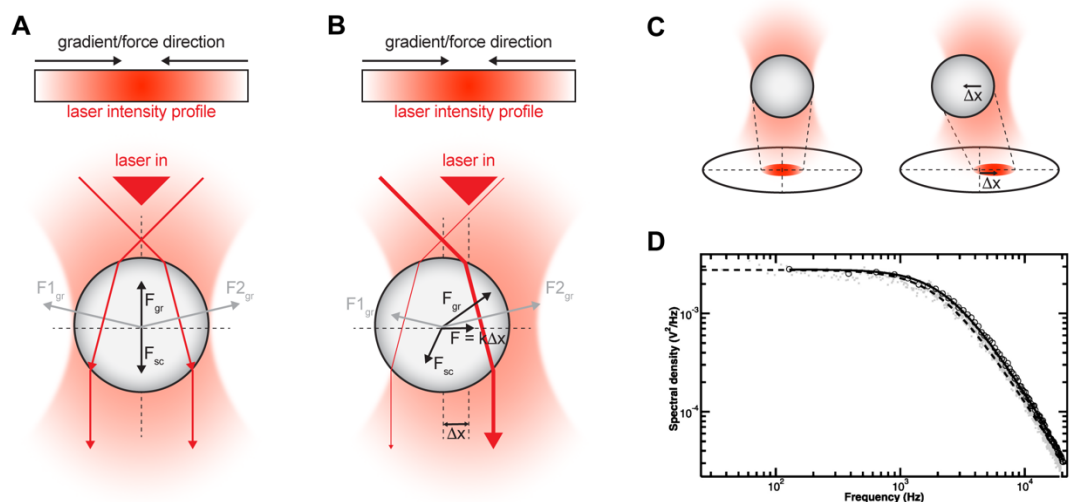 A
gradient/force direction
laser intensity profile
laser in
F1gr
F2gr
Fgr
Fsc
B
gradient/force direction
laser intensity profile
laser in
F1gr
F2gr
Fgr
F = kΔx
Fsc
Δx
C
Δx
Δx
D
Spectral density (V²/Hz)
10⁻³
10⁻⁴
10²
10³
10⁴
Frequency (Hz)